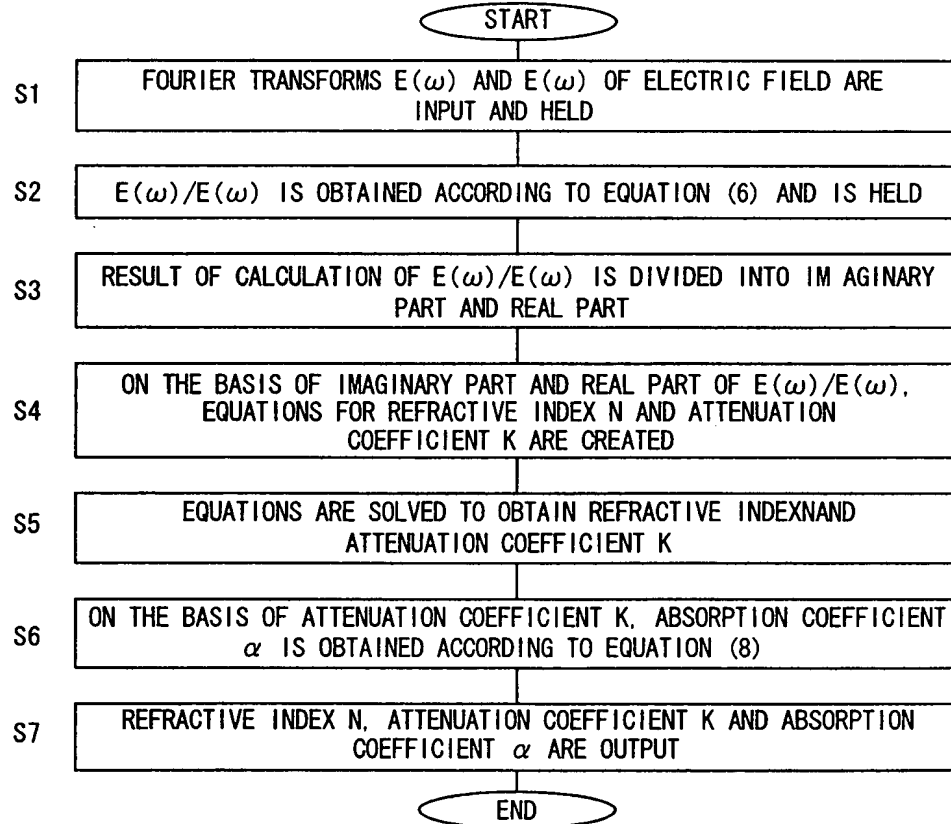 START
S1
FOURIER TRANSFORMS E(ω) AND E(ω) OF ELECTRIC FIELD ARE
INPUT AND HELD
S2
E(ω)/E(ω) IS OBTAINED ACCORDING TO EQUATION (6) AND IS HELD
S3
RESULT OF CALCULATION OF E(ω)/E(ω) IS DIVIDED INTO IM AGINARY
PART AND REAL PART
S4
ON THE BASIS OF IMAGINARY PART AND REAL PART OF E(ω)/E(ω),
EQUATIONS FOR REFRACTIVE INDEX N AND ATTENUATION
COEFFICIENT K ARE CREATED
S5
EQUATIONS ARE SOLVED TO OBTAIN REFRACTIVE INDEXNAND
ATTENUATION COEFFICIENT K
S6
ON THE BASIS OF ATTENUATION COEFFICIENT K, ABSORPTION COEFFICIENT
α IS OBTAINED ACCORDING TO EQUATION (8)
S7
REFRACTIVE INDEX N, ATTENUATION COEFFICIENT K AND ABSORPTION
COEFFICIENT α ARE OUTPUT
END